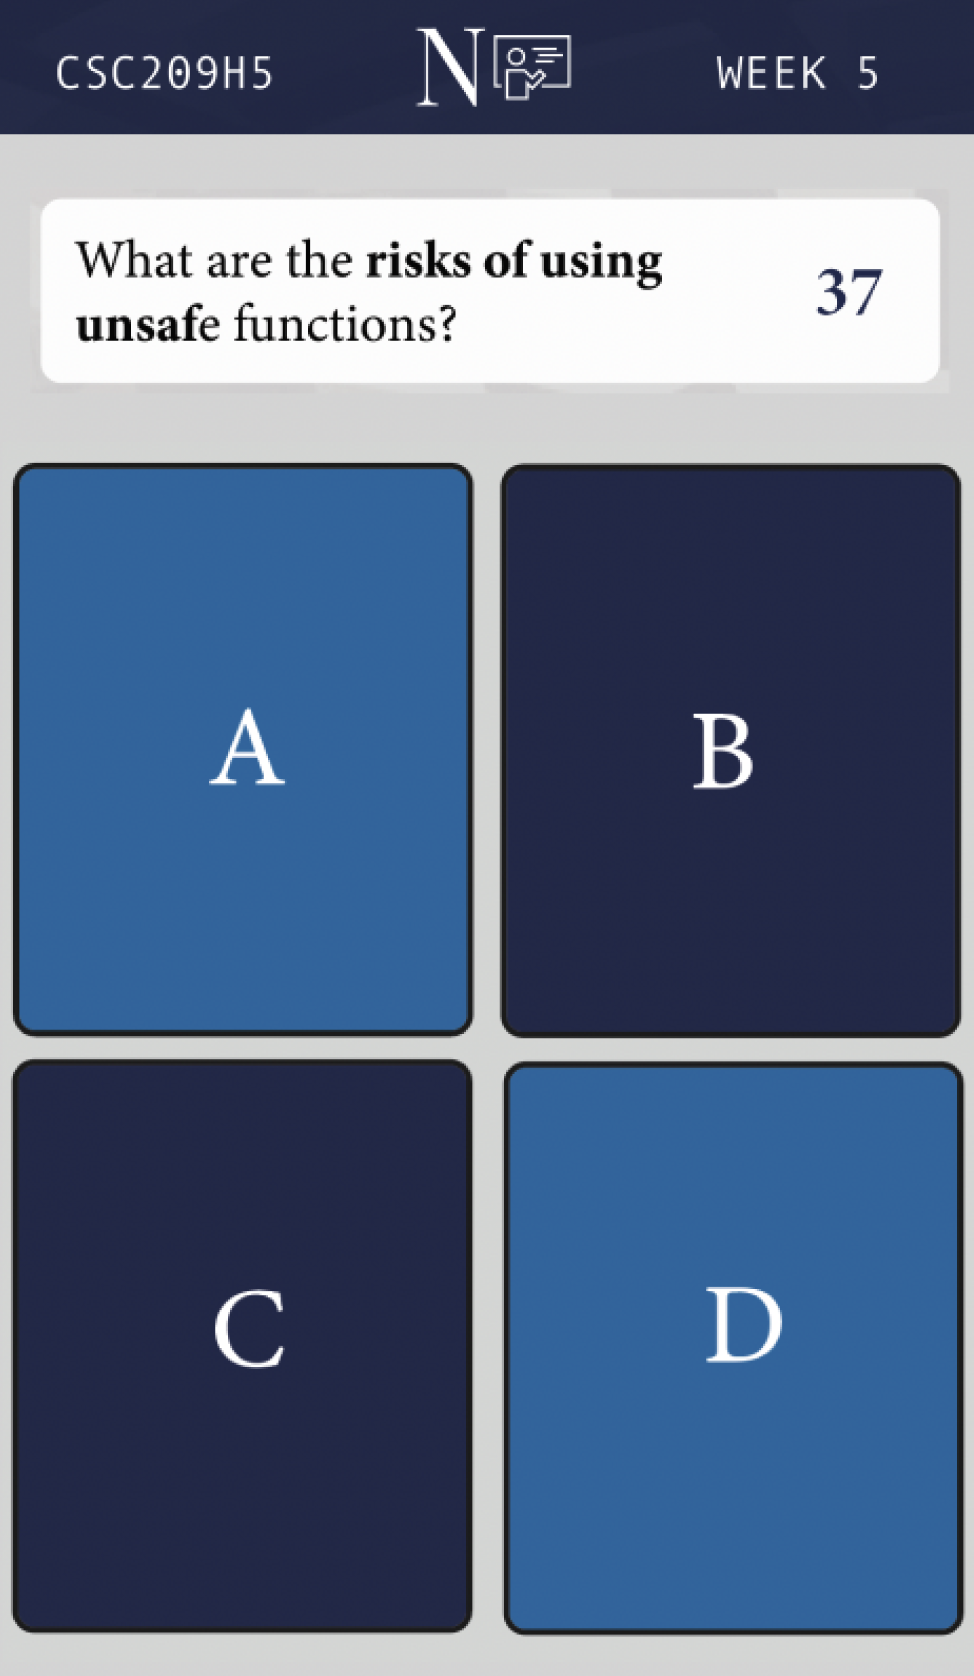 CSC209H5 N WEEK 5
What are the risks of using
unsafe functions?
37
A B
C D